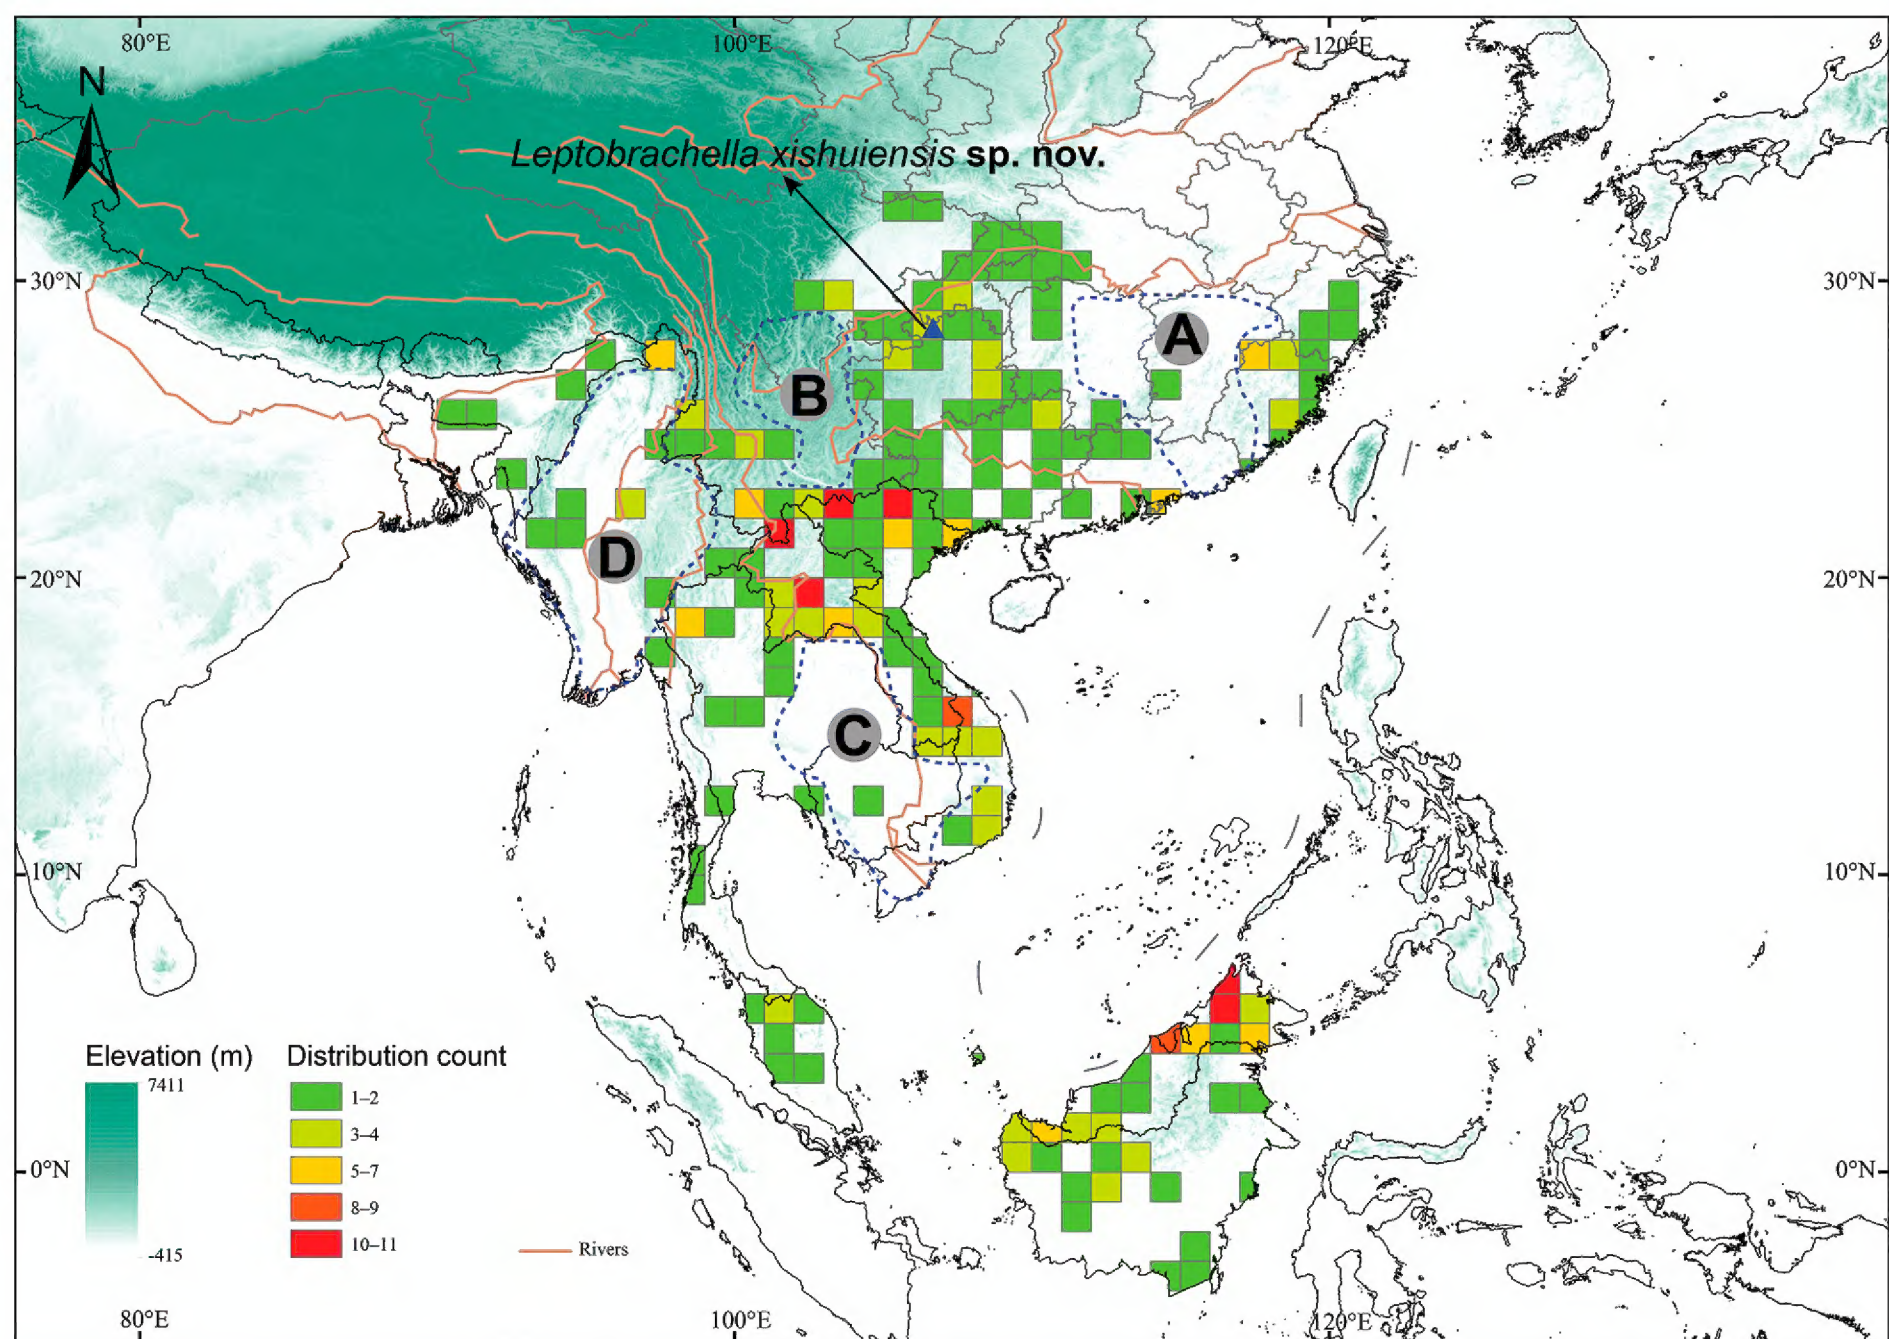 80°E 100°E 120°E
N
Leptobrachella xishuiensis sp. nov.
30°N 30°N
A
B
20°N 20°N
D
C
10°N 10°N
Elevation (m) Distribution count
7411
1–2
3–4
5–7
8–9
10–11
-415
Rivers
0°N 0°N
80°E 100°E 120°E